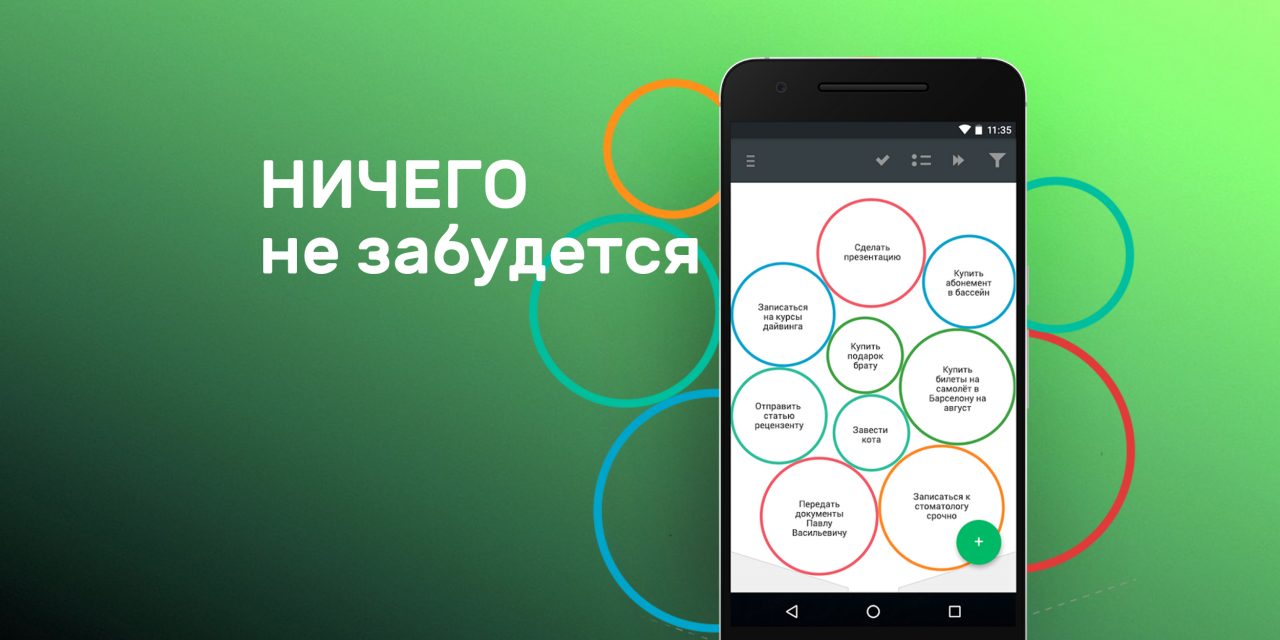 НИЧЕГО
не забудется
11:35
Сделать
презентацию
Купить
абонемент
в бассейн
Записаться
на курсы
дайвинга
Купить
подарок
брату
Купить
билеты на
самолёт в
Барселону на
август
Отправить
статью
рецензенту
Завести
кота
Передать
документы
Павлу
Васильевичу
Записаться к
стоматологу
срочно
+